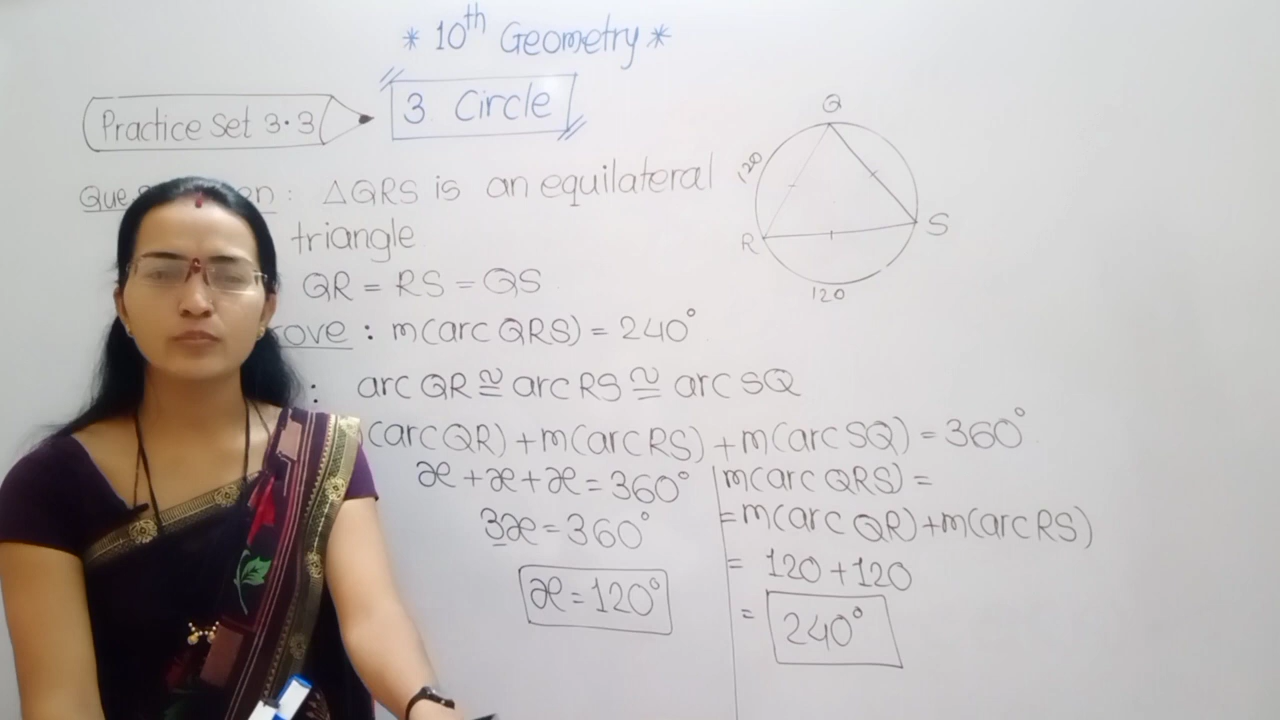 * 10th Geometry *
3. Circle
Practice Set 3.3
: △QRS is an equilateral
triangle
QR = RS = QS
: m(arc QRS) = 240°
: arc QR ≅ arc RS ≅ arc SQ
(arc QR) + m(arc RS) + m(arc SQ) = 360°
x + x + x = 360°
3x = 360°
x = 120°
m(arc QRS) =
= m(arc QR) + m(arc RS)
= 120 + 120
= 240°
Q
120
R
S
120